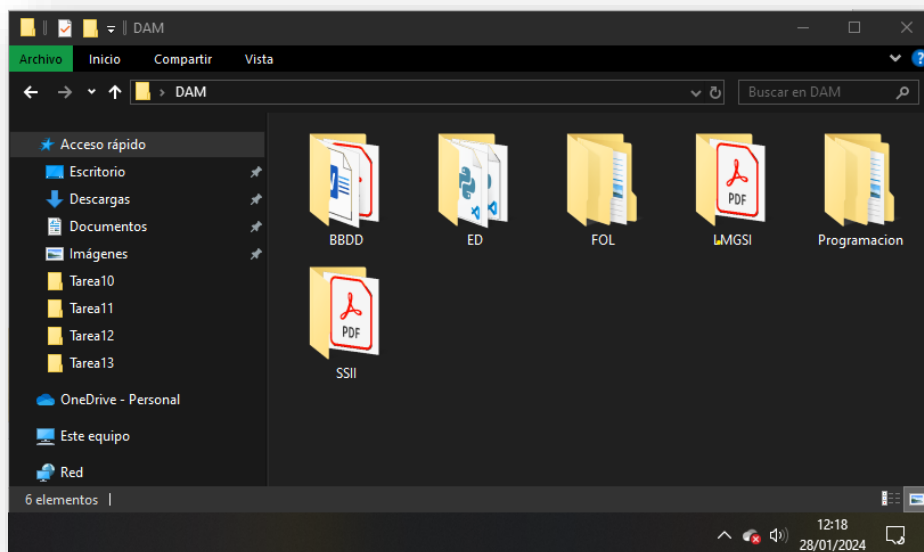 DAM
Archivo Inicio Compartir Vista
DAM
Buscar en DAM
Acceso rápido
Escritorio
Descargas
Documentos
Imágenes
Tarea10
Tarea11
Tarea12
Tarea13
OneDrive - Personal
Este equipo
Red
BBDD ED FOL LMGSI Programacion
W PDF
SSII
PDF
6 elementos
12:18
28/01/2024